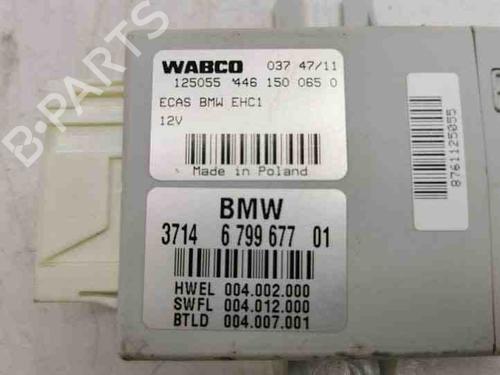 WABCO 037 47/11
125055 446 150 065 0
ECAS BMW EHC1
12V
Made in Poland
BMW
3714 6 799 677 01
HWEL 004.002.000
SWFL 004.012.000
BTLD 004.007.001
8761125055
B-PARTS